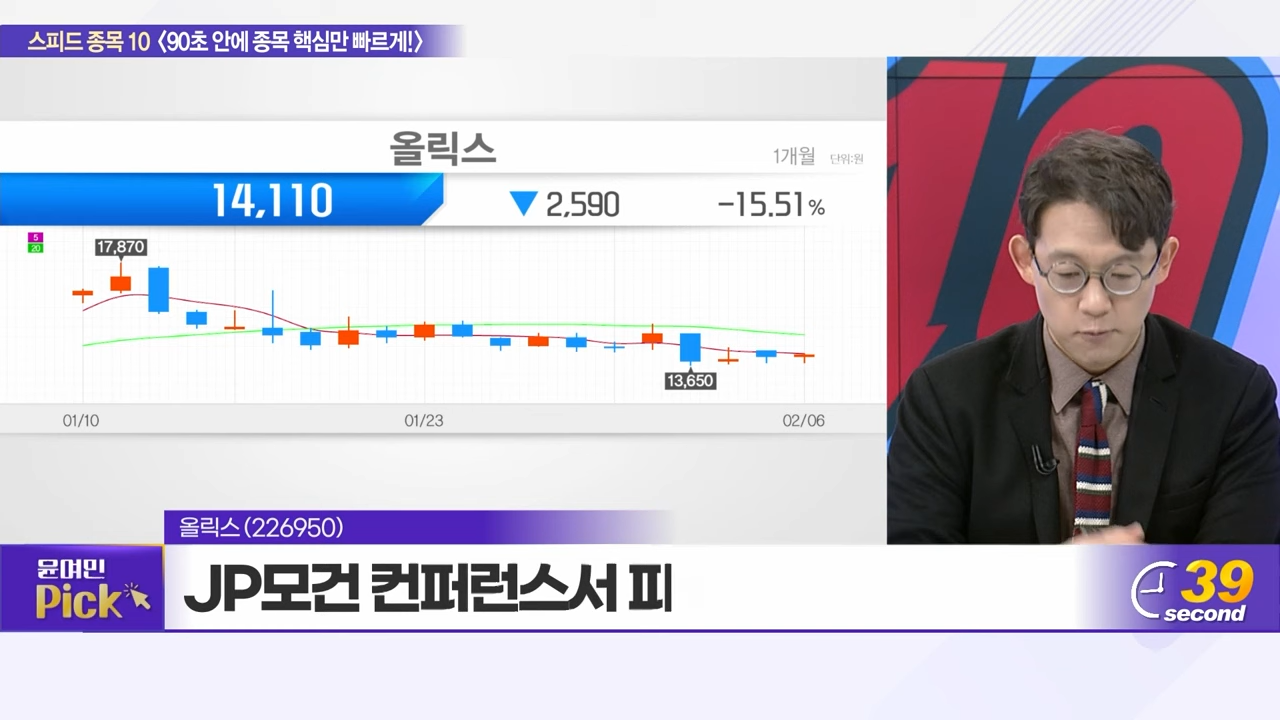 스피드 종목 10 <90초 안에 종목 핵심만 빠르게!>
올릭스
1개월 단위:원
14,110 ▼ 2,590 -15.51%
5
20
17,870
13,650
01/10 01/23 02/06
올릭스(226950)
윤여민
Pick
JP모건 컨퍼런스서 피
39
second